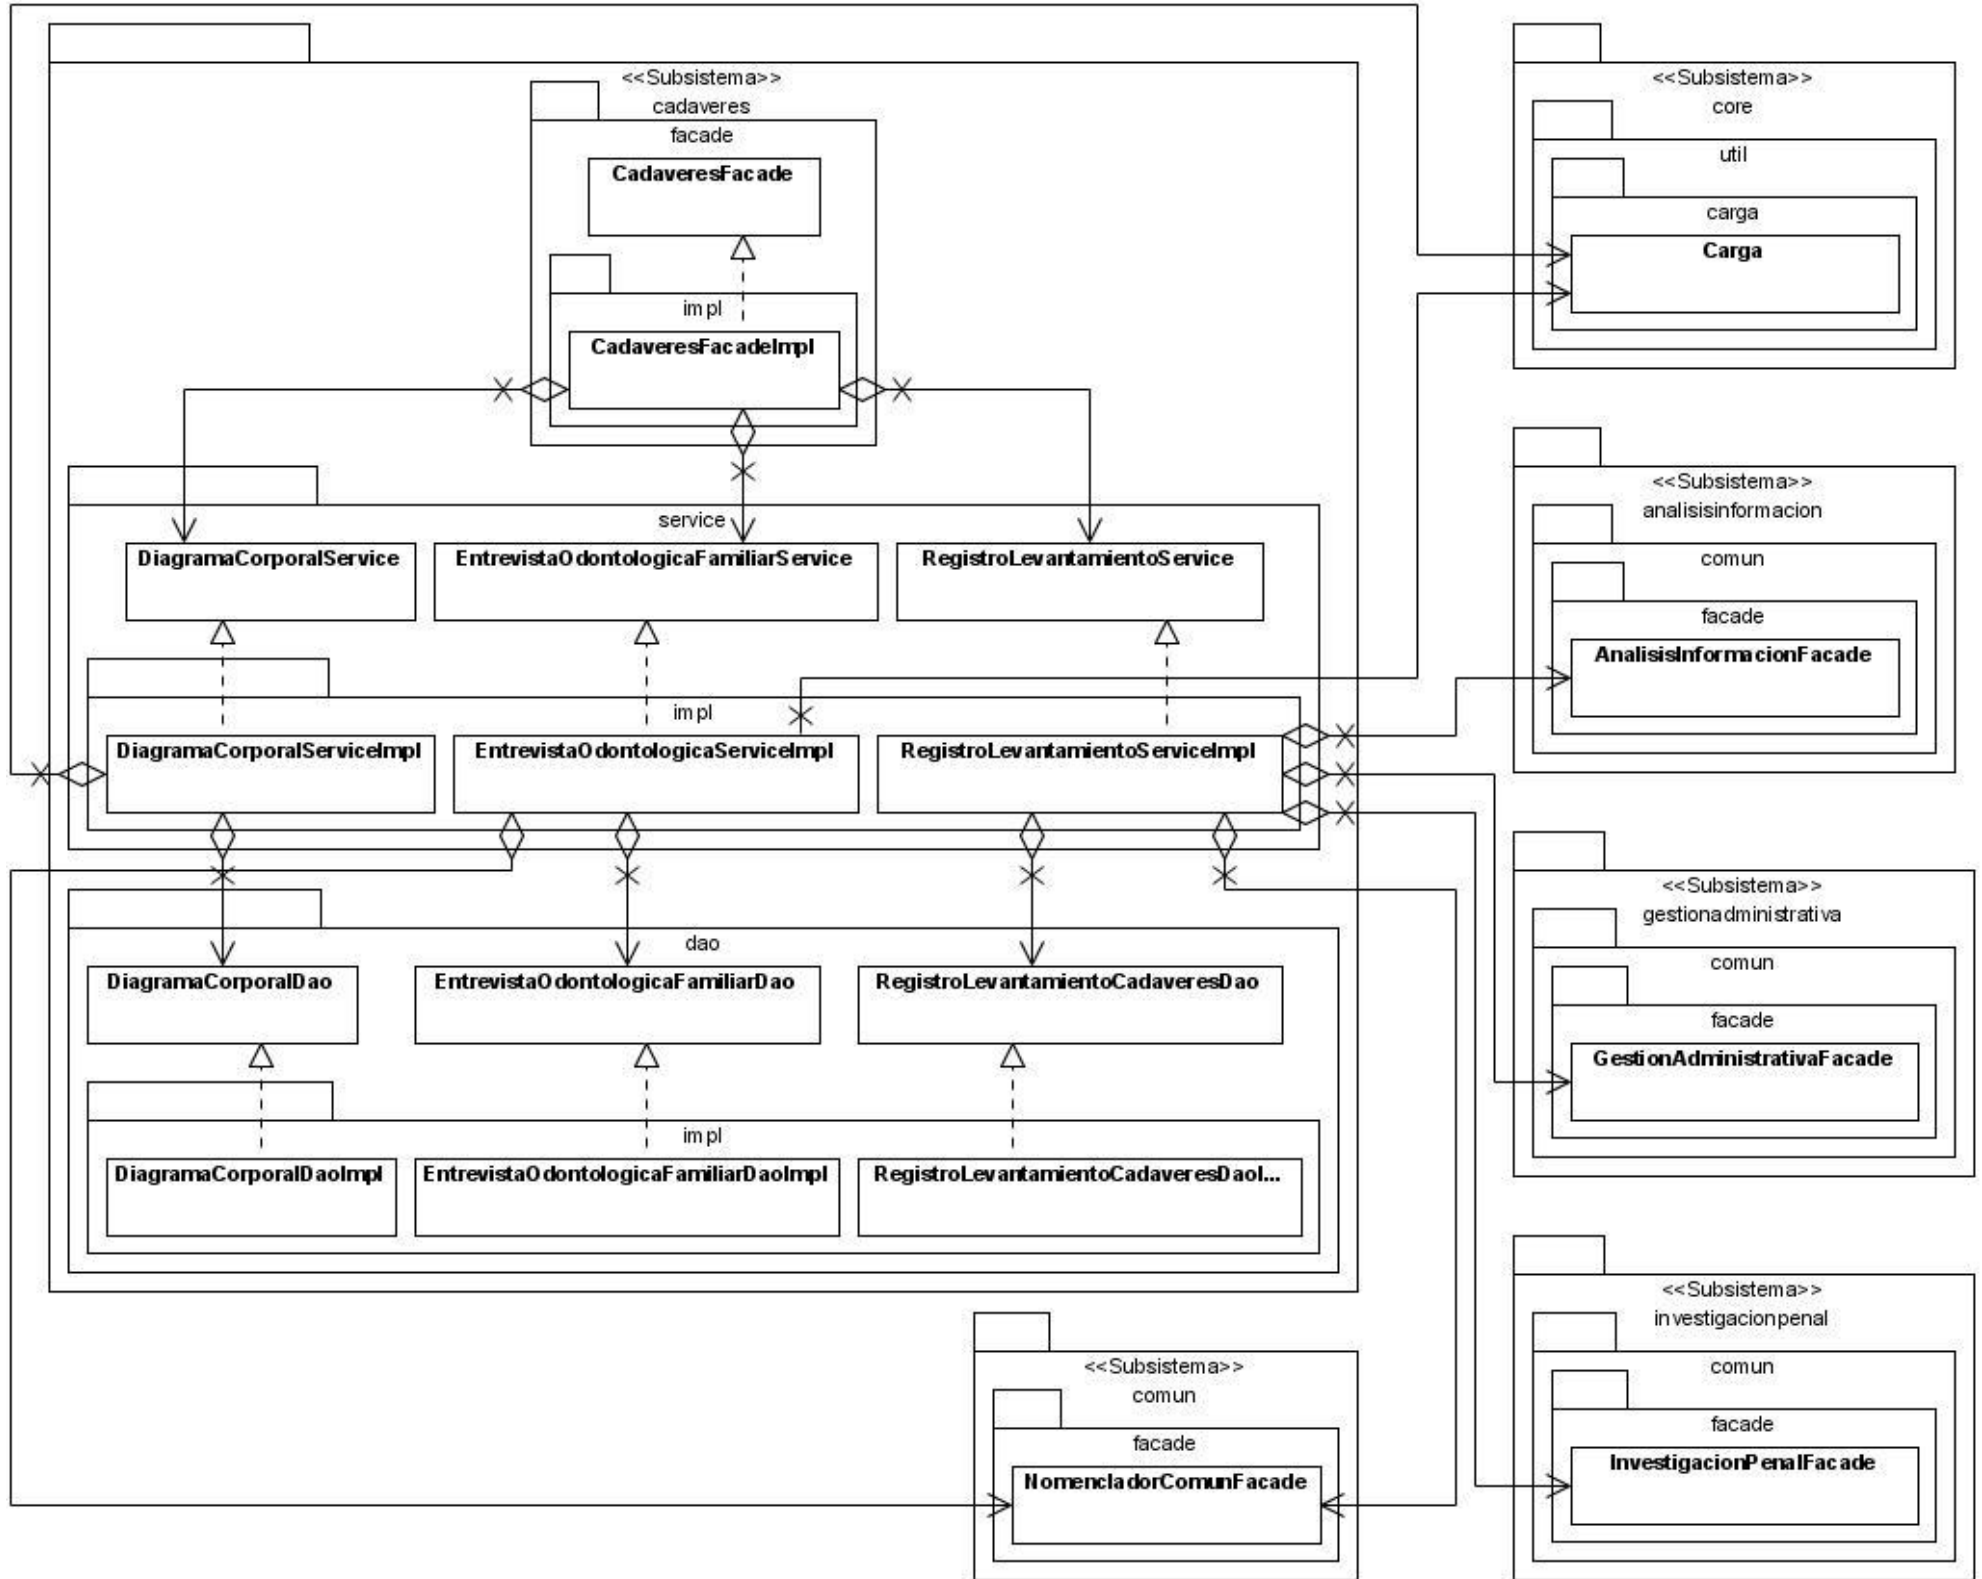 <<Subsistema>>
cadaveres
facade
CadaveresFacade
impl
CadaveresFacadeImpl
service
DiagramaCorporalService
EntrevistaOdontologicaFamiliarService
RegistroLevantamientoService
impl
DiagramaCorporalServiceImpl
EntrevistaOdontologicaServiceImpl
RegistroLevantamientoServiceImpl
dao
DiagramaCorporalDao
EntrevistaOdontologicaFamiliarDao
RegistroLevantamientoCadaveresDao
impl
DiagramaCorporalDaoImpl
EntrevistaOdontologicaFamiliarDaoImpl
RegistroLevantamientoCadaveresDaoI...
<<Subsistema>>
core
util
carga
Carga
<<Subsistema>>
analisisinformacion
comun
facade
AnalisisInformacionFacade
<<Subsistema>>
gestionadministrativa
comun
facade
GestionAdministrativaFacade
<<Subsistema>>
investigacionpenal
comun
facade
InvestigacionPenalFacade
<<Subsistema>>
comun
facade
NomencladorComunFacade